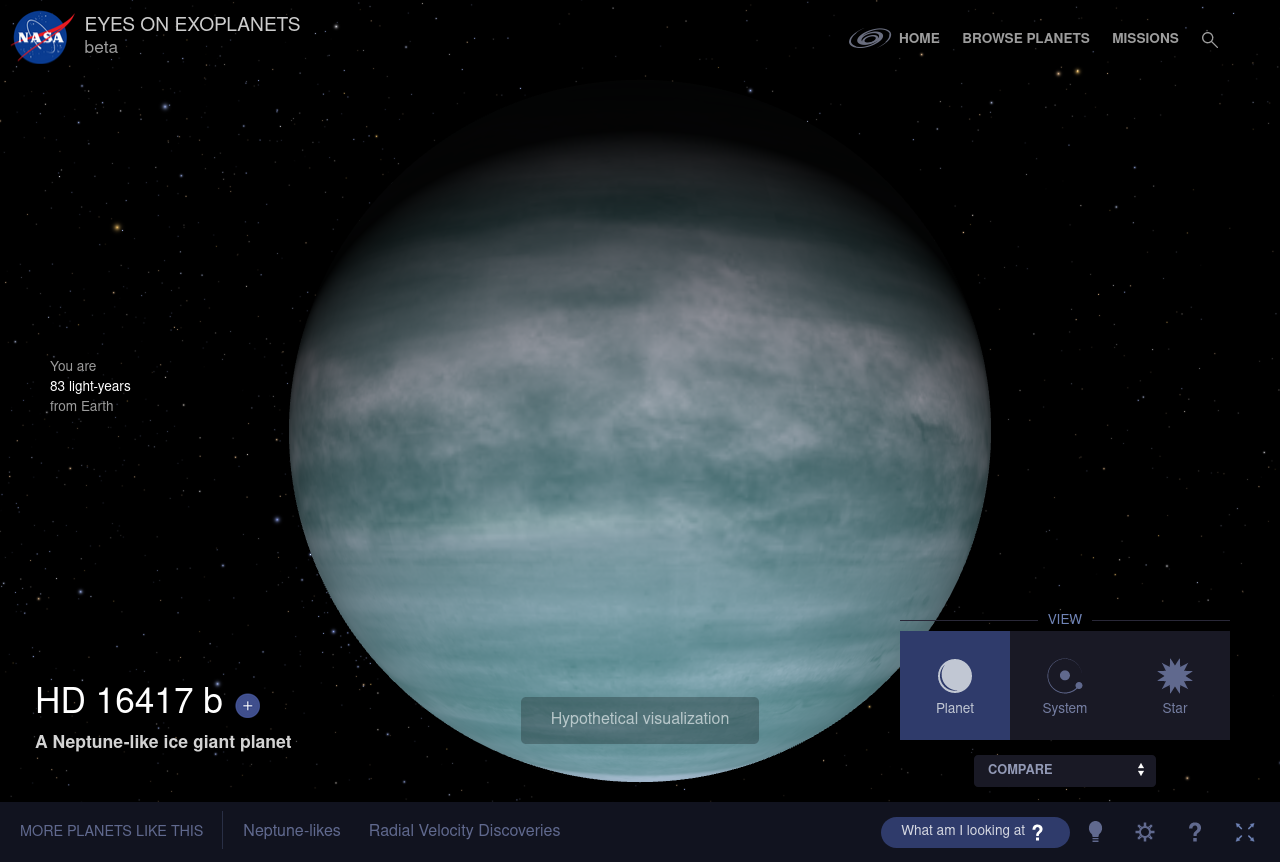 NASA
EYES ON EXOPLANETS
beta
HOME
BROWSE PLANETS
MISSIONS
You are
83 light-years
from Earth
HD 16417 b +
A Neptune-like ice giant planet
Hypothetical visualization
VIEW
Planet
System
Star
COMPARE
MORE PLANETS LIKE THIS
Neptune-likes
Radial Velocity Discoveries
What am I looking at ?
?